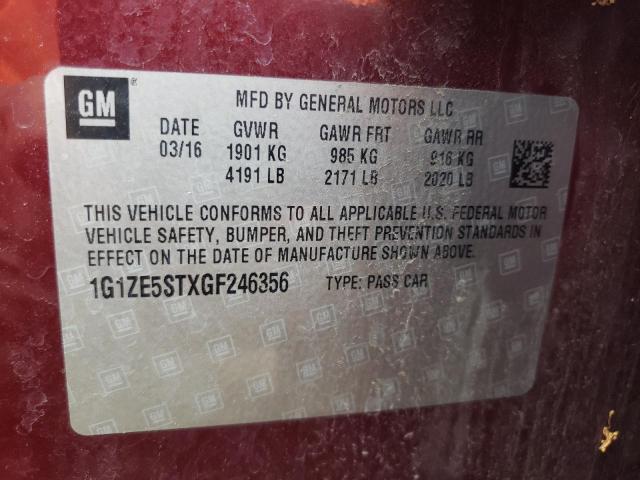 GM ® MFD BY GENERAL MOTORS LLC
DATE GVWR GAWR FRT GAWR RR
03/16 1901 KG 985 KG 916 KG
4191 LB 2171 LB 2020 LB
THIS VEHICLE CONFORMS TO ALL APPLICABLE U.S. FEDERAL MOTOR
VEHICLE SAFETY, BUMPER, AND THEFT PREVENTION STANDARDS IN
EFFECT ON THE DATE OF MANUFACTURE SHOWN ABOVE.
1G1ZE5STXGF246356 TYPE: PASS CAR